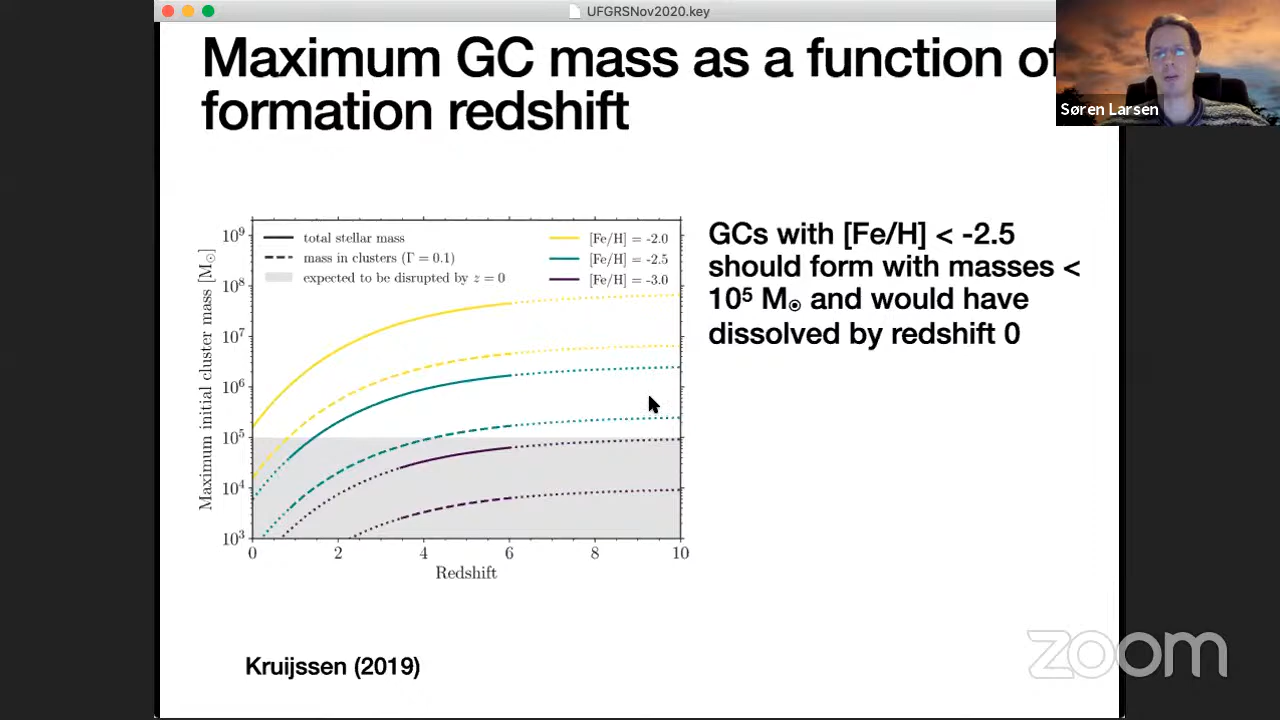 UFGRSNov2020.key
Maximum GC mass as a function of
formation redshift
Søren Larsen
10⁹
10⁸
10⁷
10⁶
10⁵
10⁴
10³
Maximum initial cluster mass [M☉]
total stellar mass
mass in clusters (Γ = 0.1)
expected to be disrupted by z = 0
[Fe/H] = -2.0
[Fe/H] = -2.5
[Fe/H] = -3.0
0 2 4 6 8 10
Redshift
GCs with [Fe/H] < -2.5
should form with masses <
10⁵ M☉ and would have
dissolved by redshift 0
Kruijssen (2019)
zoom